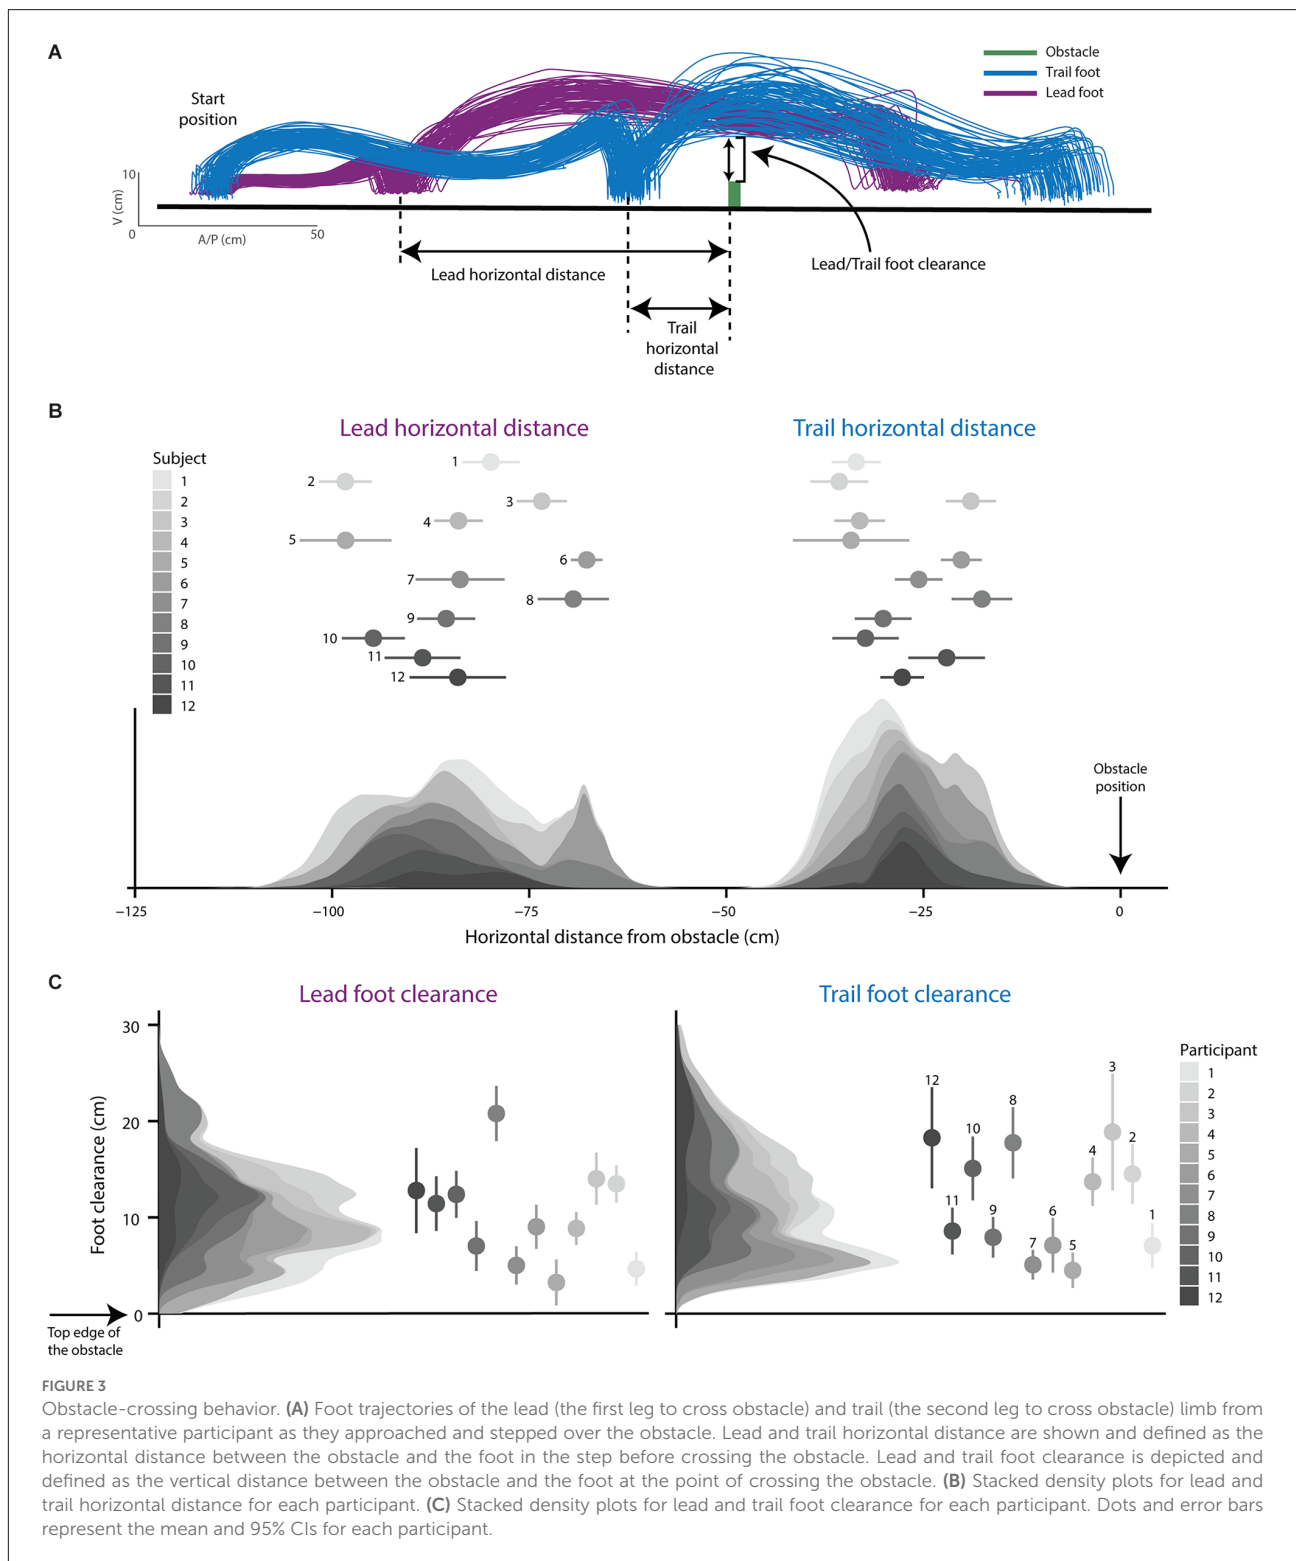 A
Obstacle
Trail foot
Lead foot
Start
position
10
V (cm)
0
A/P (cm)
50
Lead horizontal distance
Lead/Trail foot clearance
Trail
horizontal
distance
B
Lead horizontal distance
Trail horizontal distance
Subject
1
2
3
4
5
6
7
8
9
10
11
12
1
2
3
4
5
6
7
8
9
10
11
12
Obstacle
position
−125
−100
−75
−50
−25
0
Horizontal distance from obstacle (cm)
C
Lead foot clearance
Trail foot clearance
30
20
10
0
Foot clearance (cm)
Top edge of
the obstacle
12
11
10
9
8
7
6
5
4
3
2
1
Participant
1
2
3
4
5
6
7
8
9
10
11
12
FIGURE 3
Obstacle-crossing behavior. (A) Foot trajectories of the lead (the first leg to cross obstacle) and trail (the second leg to cross obstacle) limb from
a representative participant as they approached and stepped over the obstacle. Lead and trail horizontal distance are shown and defined as the
horizontal distance between the obstacle and the foot in the step before crossing the obstacle. Lead and trail foot clearance is depicted and
defined as the vertical distance between the obstacle and the foot at the point of crossing the obstacle. (B) Stacked density plots for lead and
trail horizontal distance for each participant. (C) Stacked density plots for lead and trail foot clearance for each participant. Dots and error bars
represent the mean and 95% CIs for each participant.